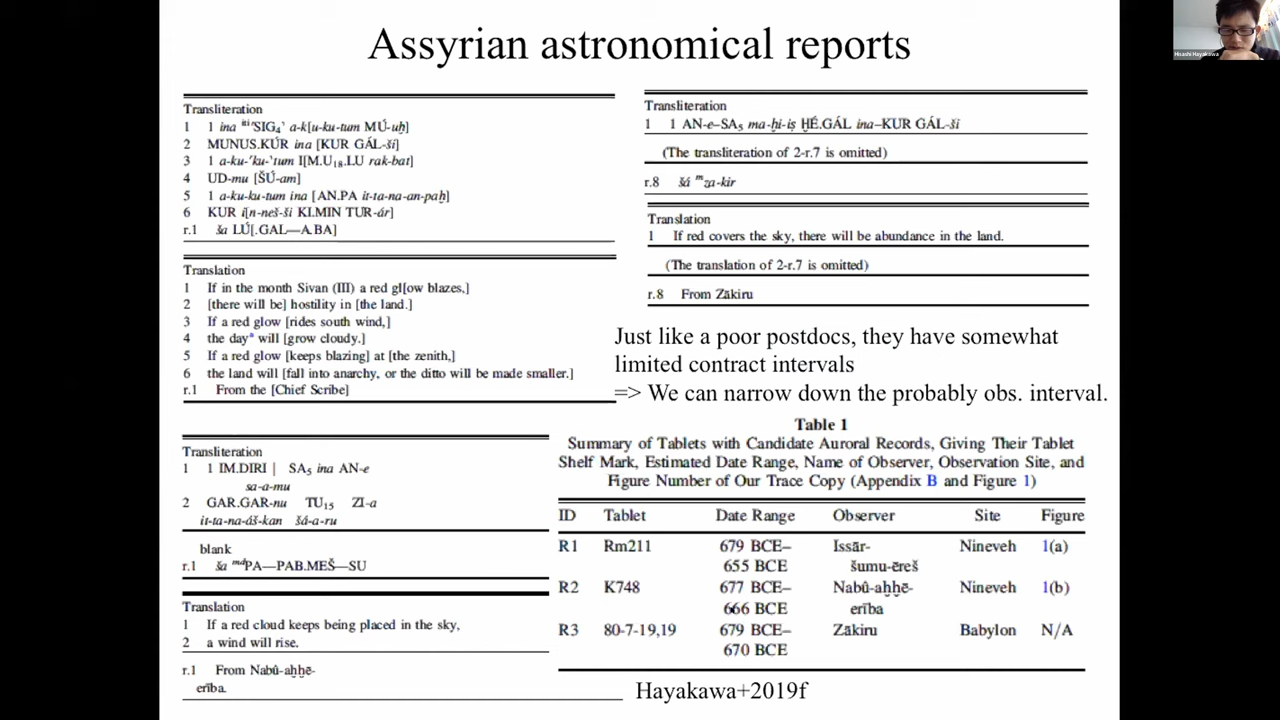 Assyrian astronomical reports
Hisashi Hayakawa
Transliteration
1 1 ina ⁱᵗⁱ⸢SIG₄⸣ a-k[u-ku-tum MÚ-uḫ]
2 MUNUS.KÚR ina [KUR GÁL-ši]
3 1 a-ku-⸢ku-⸣tum I[M.U₁₈.LU rak-bat]
4 UD-mu [ŠÚ-am]
5 1 a-ku-ku-tum ina [AN.PA it-ta-na-an-paḫ]
6 KUR i[n-neš-ši KI.MIN TUR-ár]
r.1 ša LÚ[.GAL—A.BA]
Translation
1 If in the month Sivan (III) a red gl[ow blazes,]
2 [there will be] hostility in [the land.]
3 If a red glow [rides south wind,]
4 the dayᵃ will [grow cloudy.]
5 If a red glow [keeps blazing] at [the zenith,]
6 the land will [fall into anarchy, or the ditto will be made smaller.]
r.1 From the [Chief Scribe]
Transliteration
1 1 IM.DIRI | SA₅ ina AN-e
sa-a-mu
2 GAR.GAR-nu TU₁₅ ZI-a
it-ta-na-áš-kan šá-a-ru
blank
r.1 ša ᵐᵈPA—PAB.MEŠ—SU
Translation
1 If a red cloud keeps being placed in the sky,
2 a wind will rise.
r.1 From Nabû-aḫḫē-
erība.
Transliteration
1 1 AN-e–SA₅ ma-ḫi-iṣ ḪÉ.GÁL ina–KUR GÁL-ši
(The transliteration of 2-r.7 is omitted)
r.8 šá ᵐza-kir
Translation
1 If red covers the sky, there will be abundance in the land.
(The translation of 2-r.7 is omitted)
r.8 From Zākiru
Just like a poor postdocs, they have somewhat
limited contract intervals
=> We can narrow down the probably obs. interval.
Table 1
Summary of Tablets with Candidate Auroral Records, Giving Their Tablet
Shelf Mark, Estimated Date Range, Name of Observer, Observation Site, and
Figure Number of Our Trace Copy (Appendix B and Figure 1)
ID Tablet Date Range Observer Site Figure
R1 Rm211 679 BCE– Issār- Nineveh 1(a)
655 BCE šumu-ēreš
R2 K748 677 BCE– Nabû-aḫḫē- Nineveh 1(b)
666 BCE erība
R3 80-7-19,19 679 BCE– Zākiru Babylon N/A
670 BCE
Hayakawa+2019f